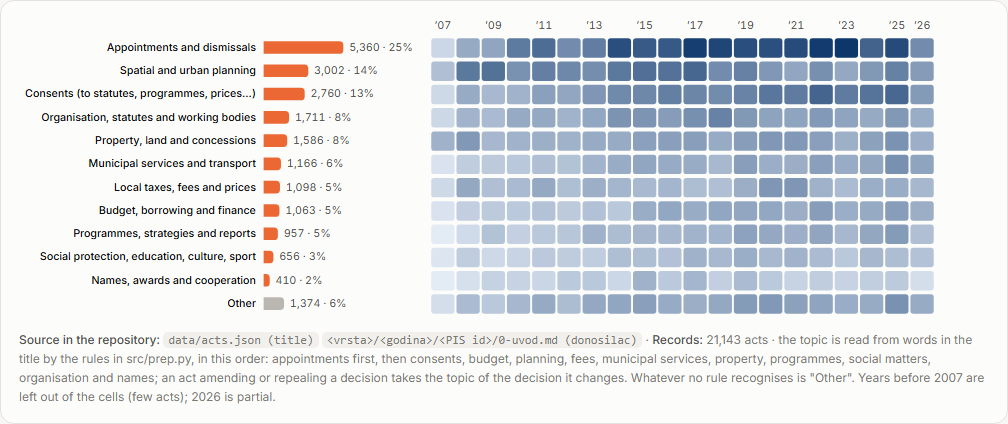 '07 '09 '11 '13 '15 '17 '19 '21 '23 '25 '26
Appointments and dismissals 5,360 · 25%
Spatial and urban planning 3,002 · 14%
Consents (to statutes, programmes, prices...) 2,760 · 13%
Organisation, statutes and working bodies 1,711 · 8%
Property, land and concessions 1,586 · 8%
Municipal services and transport 1,166 · 6%
Local taxes, fees and prices 1,098 · 5%
Budget, borrowing and finance 1,063 · 5%
Programmes, strategies and reports 957 · 5%
Social protection, education, culture, sport 656 · 3%
Names, awards and cooperation 410 · 2%
Other 1,374 · 6%
Source in the repository: data/acts.json (title) <vrsta>/<godina>/<PIS id>/0-uvod.md (donosilac) · Records: 21,143 acts · the topic is read from words in the
title by the rules in src/prep.py, in this order: appointments first, then consents, budget, planning, fees, municipal services, property, programmes, social matters,
organisation and names; an act amending or repealing a decision takes the topic of the decision it changes. Whatever no rule recognises is "Other". Years before 2007 are
left out of the cells (few acts); 2026 is partial.